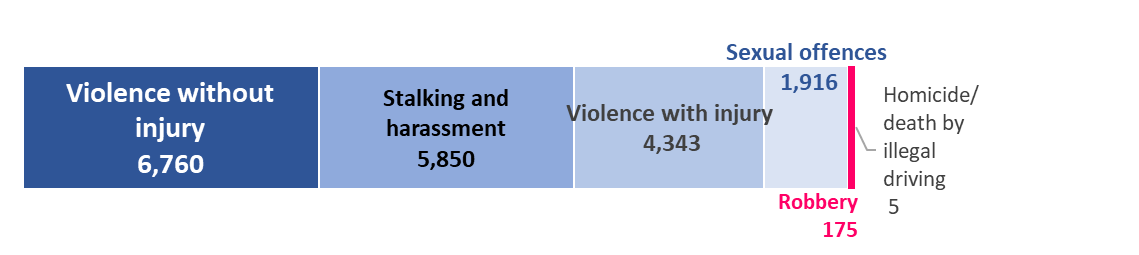 Violence without
injury
6,760
Stalking and
harassment
5,850
Violence with injury
4,343
Sexual offences
1,916
Robbery
175
Homicide/
death by
illegal
driving
5